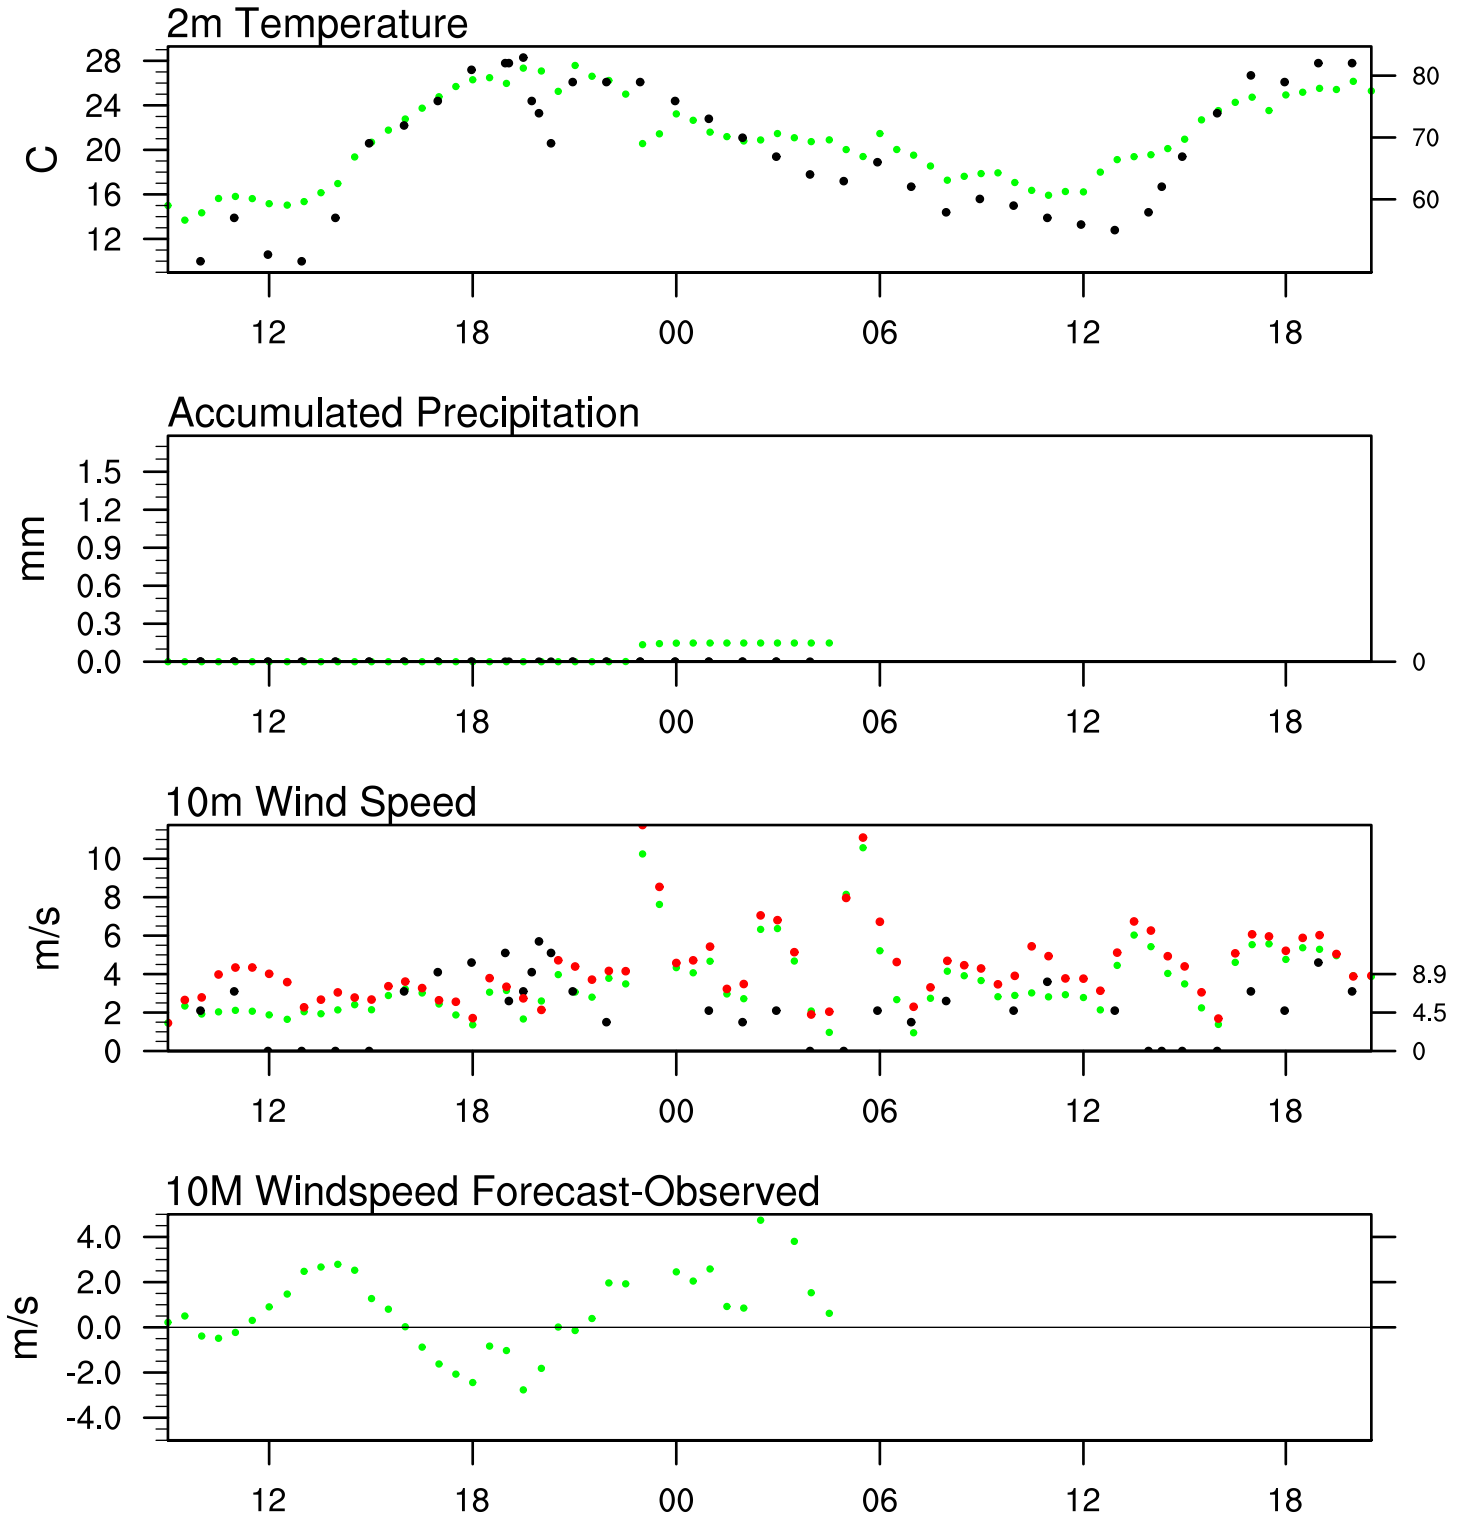 2m Temperature
28
24
20
16
12
C
80
70
60
12 18 00 06 12 18
Accumulated Precipitation
1.5
1.2
0.9
0.6
0.3
0.0
mm
0
12 18 00 06 12 18
10m Wind Speed
10
8
6
4
2
0
m/s
8.9
4.5
0
12 18 00 06 12 18
10M Windspeed Forecast-Observed
4.0
2.0
0.0
-2.0
-4.0
m/s
12 18 00 06 12 18